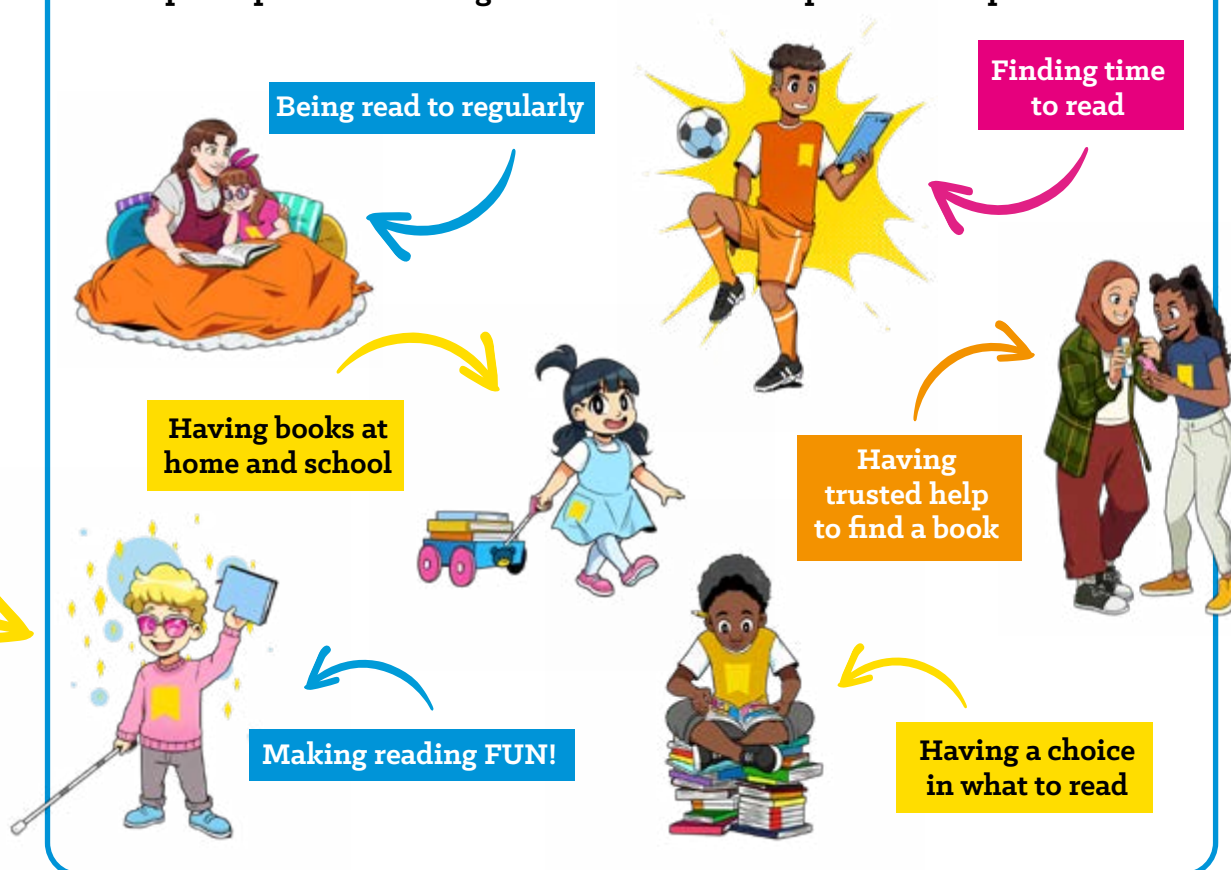 Being read to regularly
Finding time
to read
Having books at
home and school
Having
trusted help
to find a book
Making reading FUN!
Having a choice
in what to read